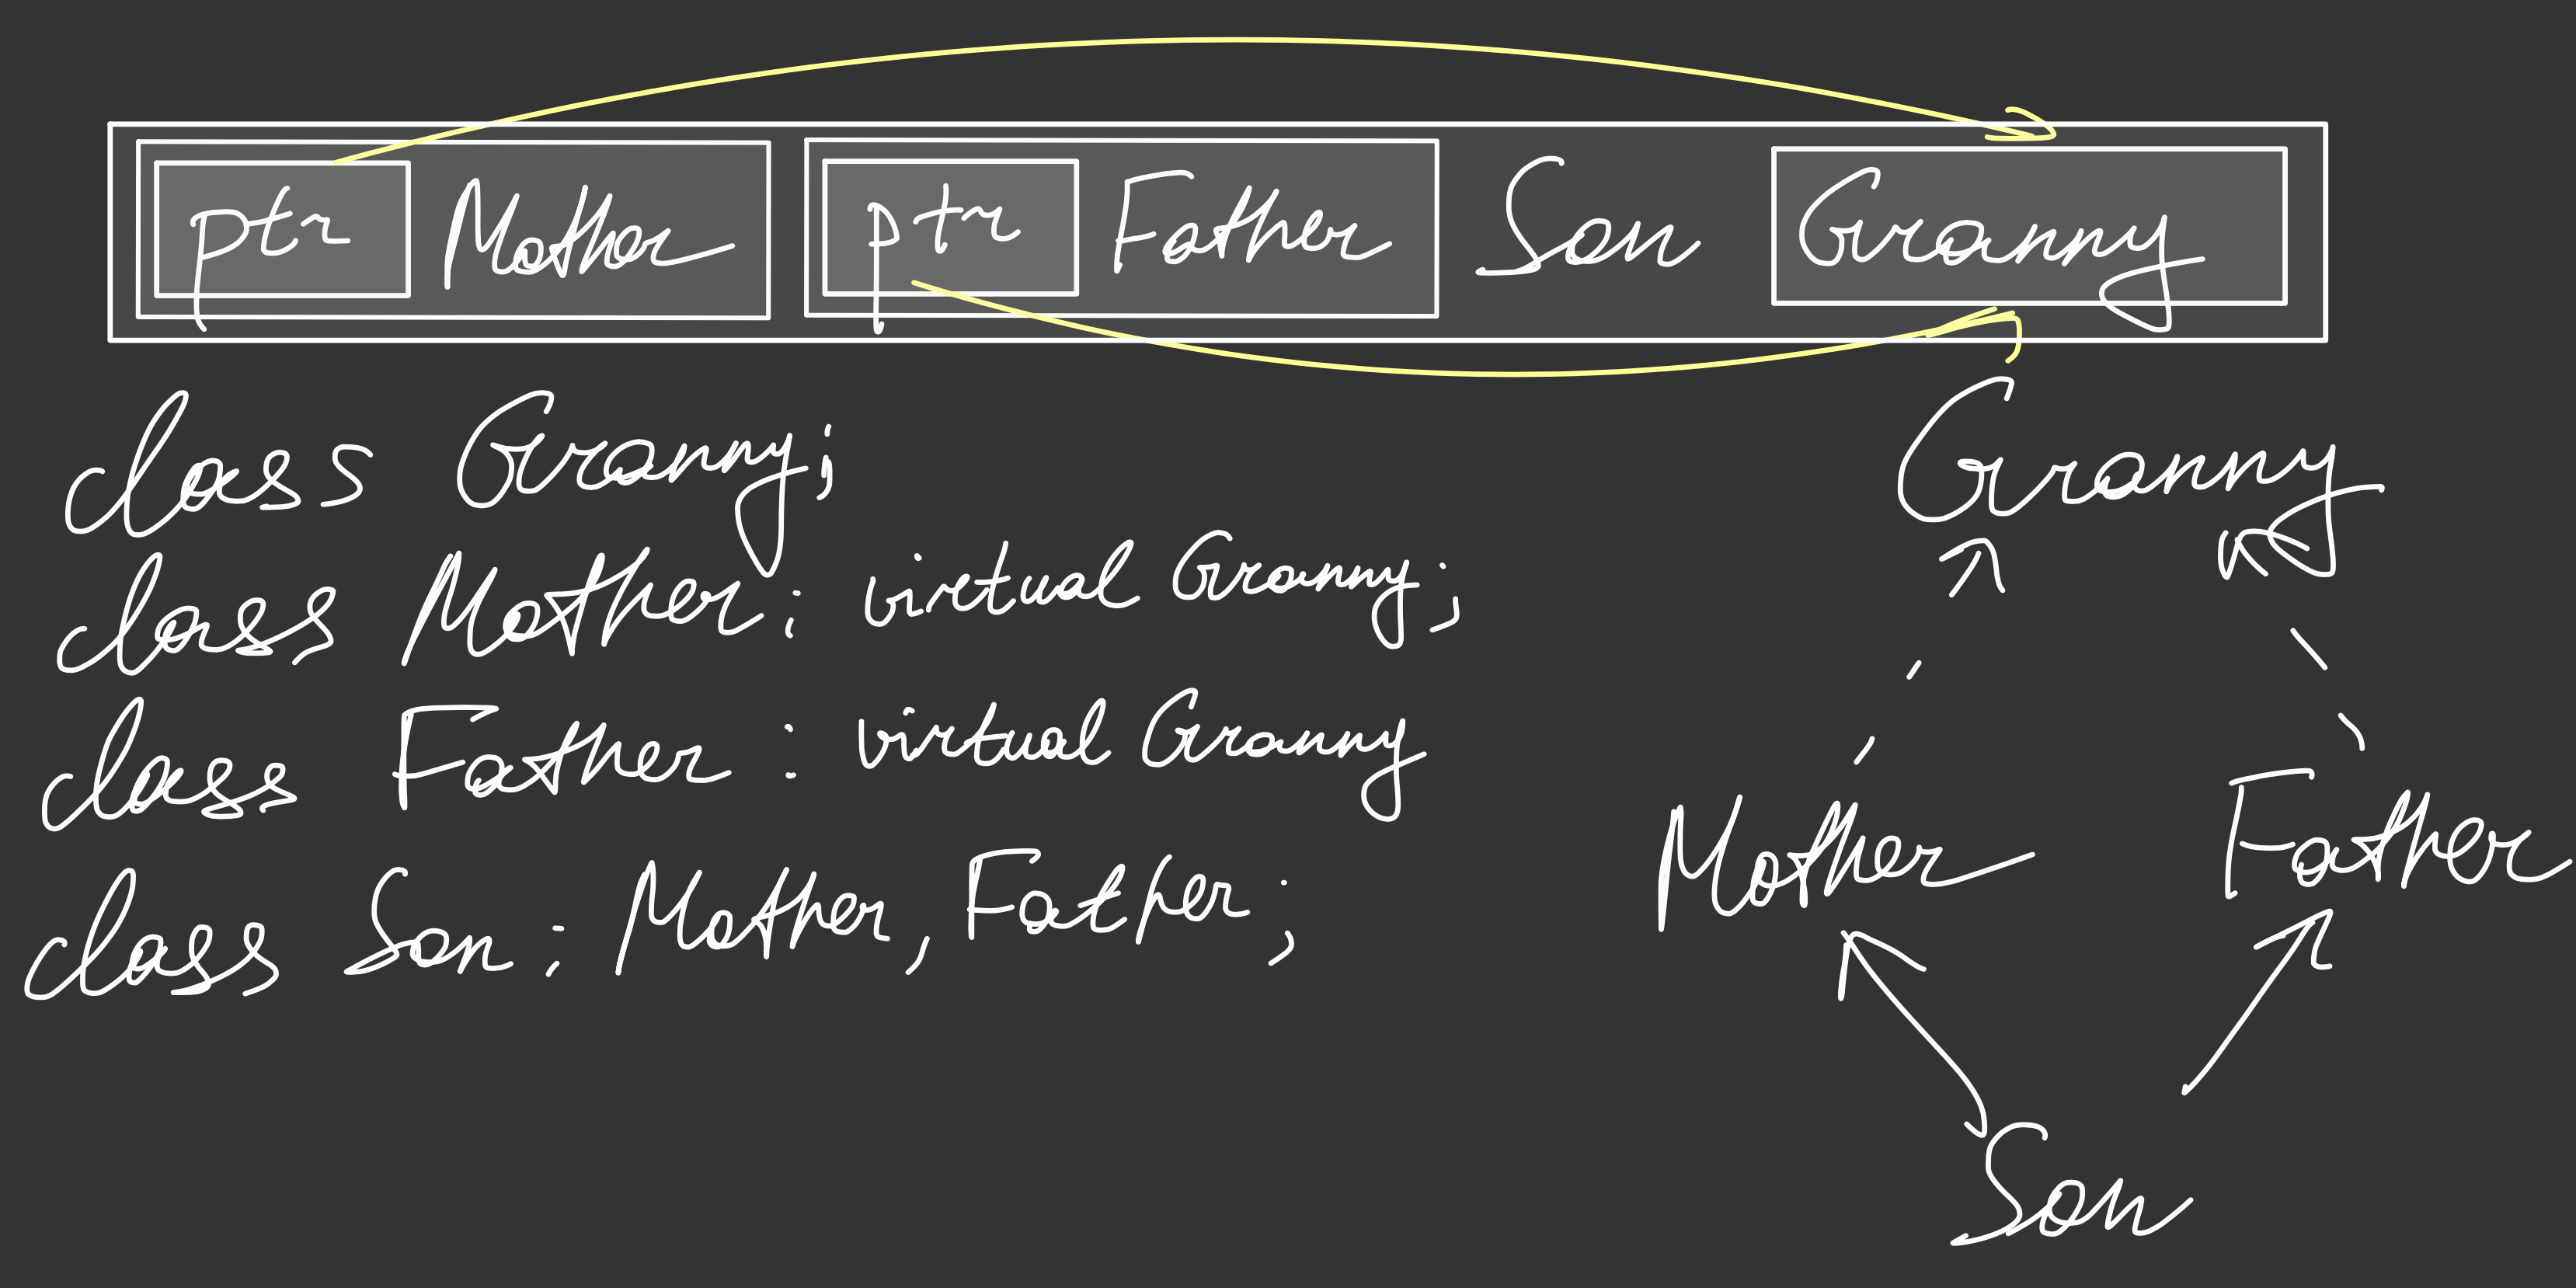 ptr Mother ptr Father Son Granny
class Granny;
class Mother: virtual Granny;
class Father: virtual Granny
class Son: Mother, Father;
Granny
Mother Father
Son